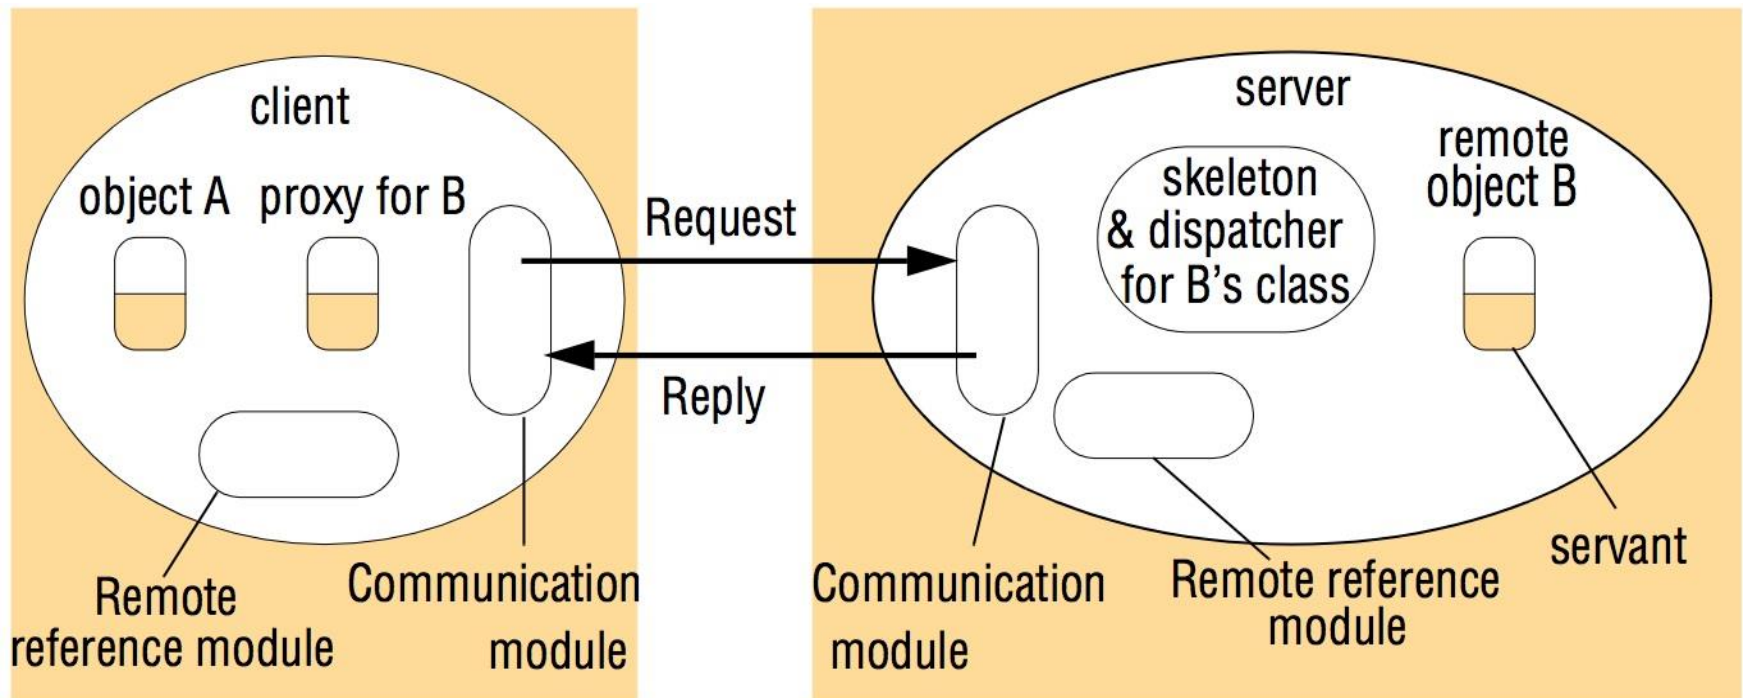 client
object A
proxy for B
Remote
reference module
Communication
module
Request
Reply
server
skeleton
& dispatcher
for B’s class
remote
object B
Communication
module
Remote reference
module
servant